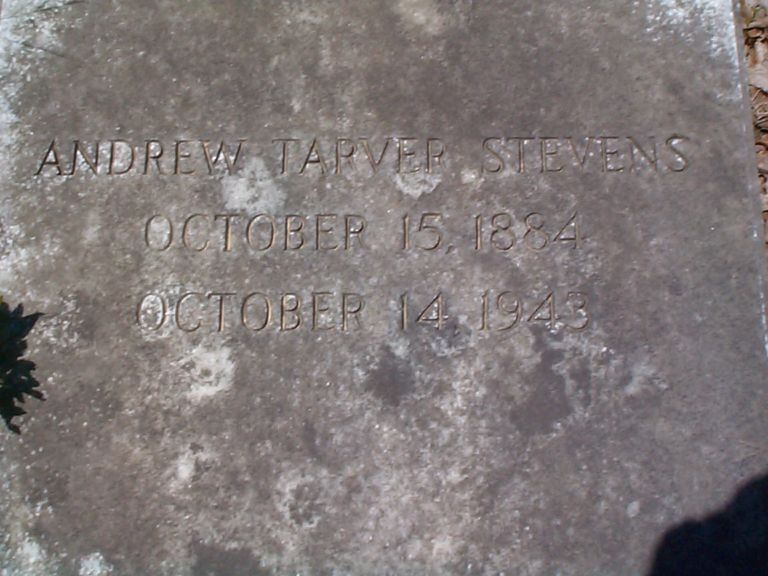 ANDREW TARVER STEVENS
OCTOBER 15, 1884
OCTOBER 14, 1943